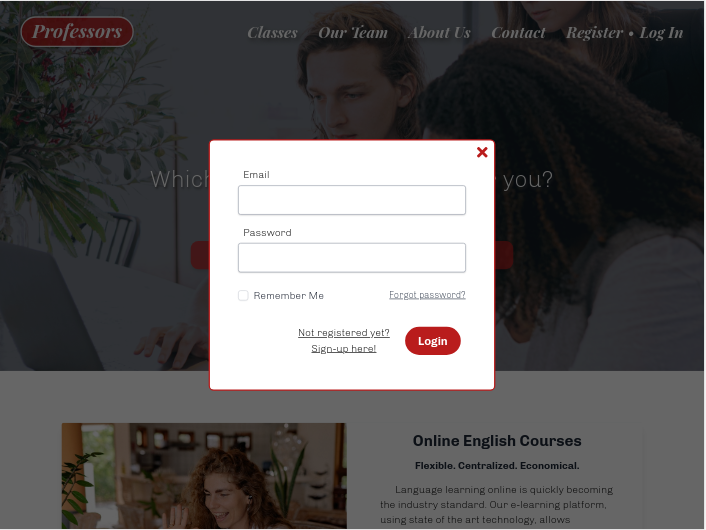 Professors
Classes Our Team About Us Contact Register • Log In
Which you?
Email
Password
Remember Me Forgot password?
Not registered yet?
Sign-up here!
Login
Online English Courses
Flexible. Centralized. Economical.
Language learning online is quickly becoming
the industry standard. Our e-learning platform,
using state of the art technology, allows